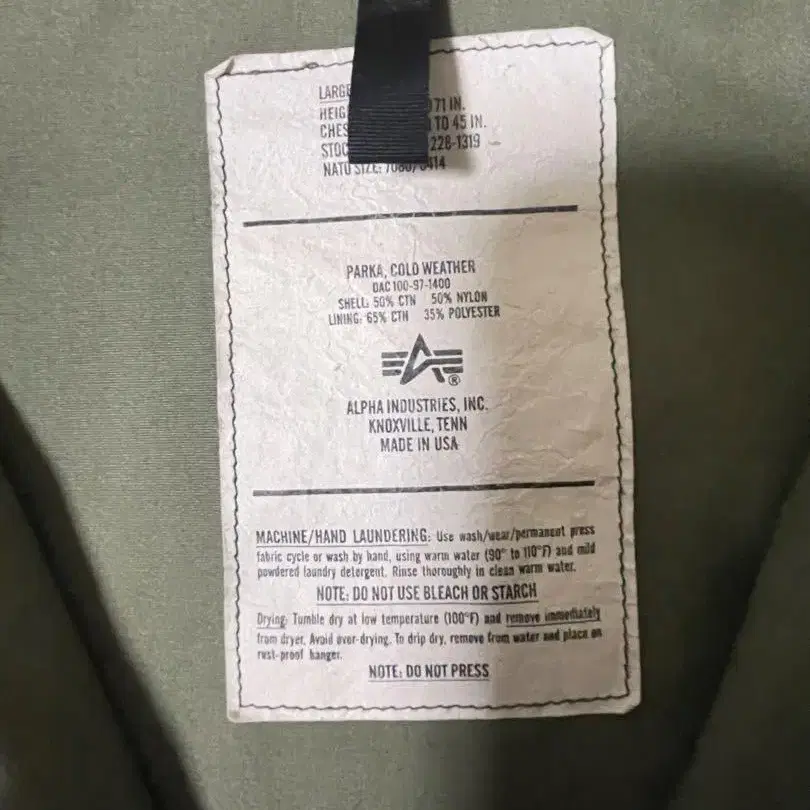 LARGE
HEIG 71 IN.
CHES TO 45 IN.
STOC 228-1319
NATO SIZE: 7080/0414
PARKA, COLD WEATHER
DAC 100-97-1400
SHELL: 50% CTN 50% NYLON
LINING: 65% CTN 35% POLYESTER
®
ALPHA INDUSTRIES, INC.
KNOXVILLE, TENN
MADE IN USA
MACHINE/HAND LAUNDERING: Use wash/wear/permanent press
fabric cycle or wash by hand, using warm water (90° to 110°F) and mild
powdered laundry detergent. Rinse thoroughly in clean warm water.
NOTE: DO NOT USE BLEACH OR STARCH
Drying: Tumble dry at low temperature (100°F) and remove immediately
from dryer. Avoid over-drying. To drip dry, remove from water and place on
rust-proof hanger.
NOTE: DO NOT PRESS